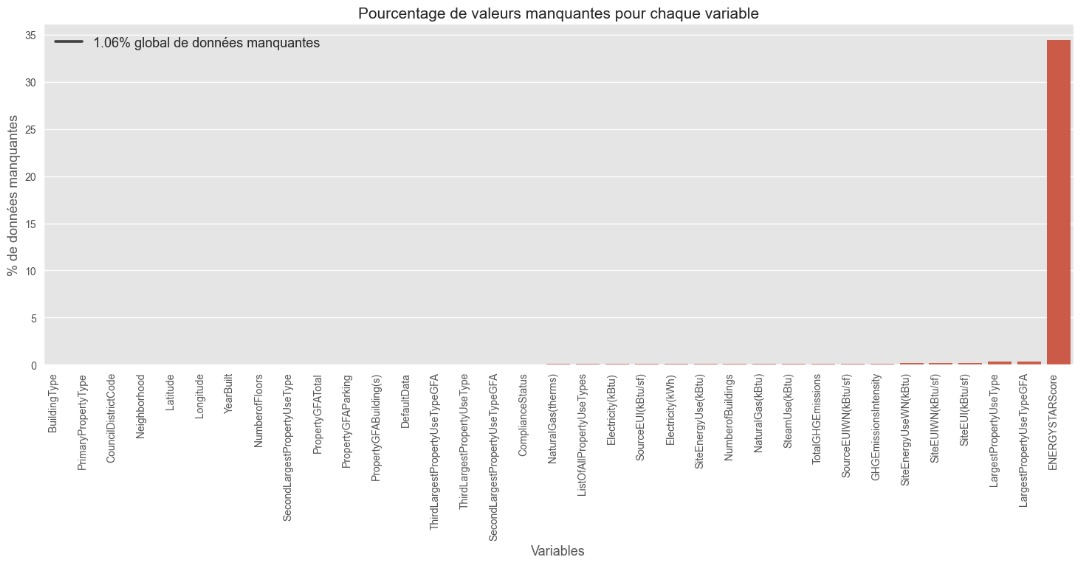 Pourcentage de valeurs manquantes pour chaque variable
1.06% global de données manquantes
% de données manquantes
35
30
25
20
15
10
5
0
BuildingType
PrimaryPropertyType
CouncilDistrictCode
Neighborhood
Latitude
Longitude
YearBuilt
NumberofFloors
SecondLargestPropertyUseType
PropertyGFATotal
PropertyGFAParking
PropertyGFABuilding(s)
DefaultData
ThirdLargestPropertyUseTypeGFA
ThirdLargestPropertyUseType
SecondLargestPropertyUseTypeGFA
ComplianceStatus
NaturalGas(therms)
ListOfAllPropertyUseTypes
Electricity(kBtu)
SourceEUI(kBtu/sf)
Electricity(kWh)
SiteEnergyUse(kBtu)
NumberofBuildings
NaturalGas(kBtu)
SteamUse(kBtu)
TotalGHGEmissions
SourceEUIWN(kBtu/sf)
GHGEmissionsIntensity
SiteEnergyUseWN(kBtu)
SiteEUIWN(kBtu/sf)
SiteEUI(kBtu/sf)
LargestPropertyUseType
LargestPropertyUseTypeGFA
ENERGYSTARScore
Variables